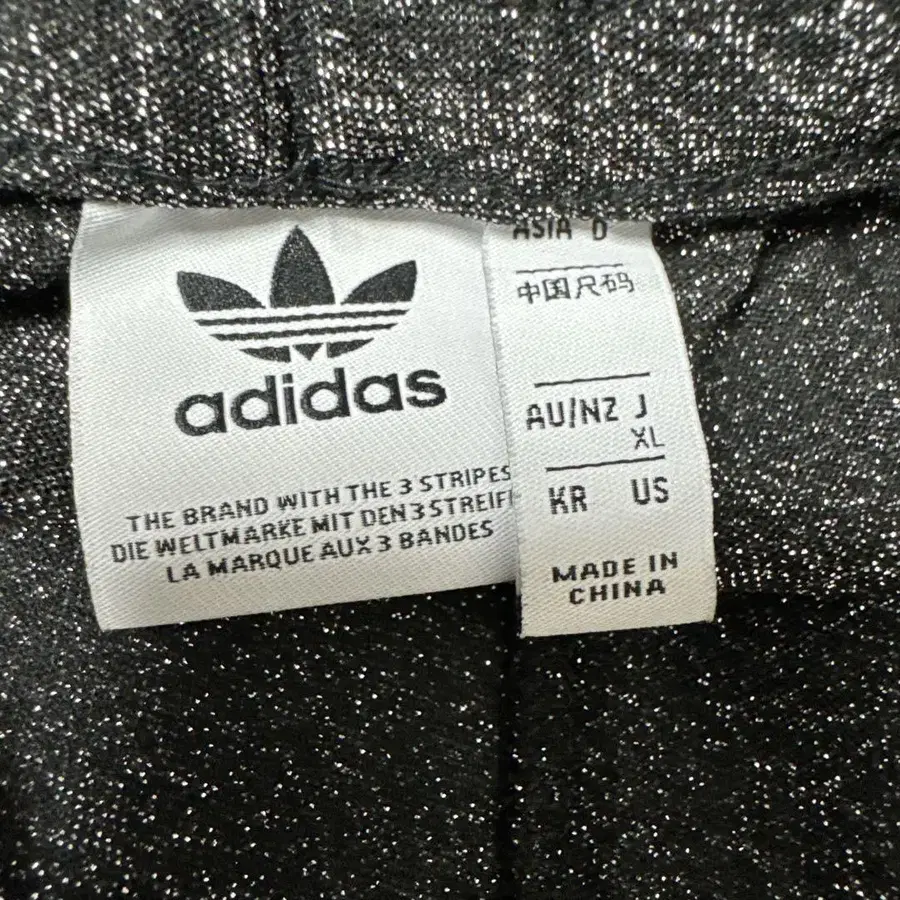 adidas
THE BRAND WITH THE 3 STRIPES
DIE WELTMARKE MIT DEN 3 STREIF
LA MARQUE AUX 3 BANDES
ASIA D
中国尺码
AU/NZ J
XL
KR US
MADE IN
CHINA